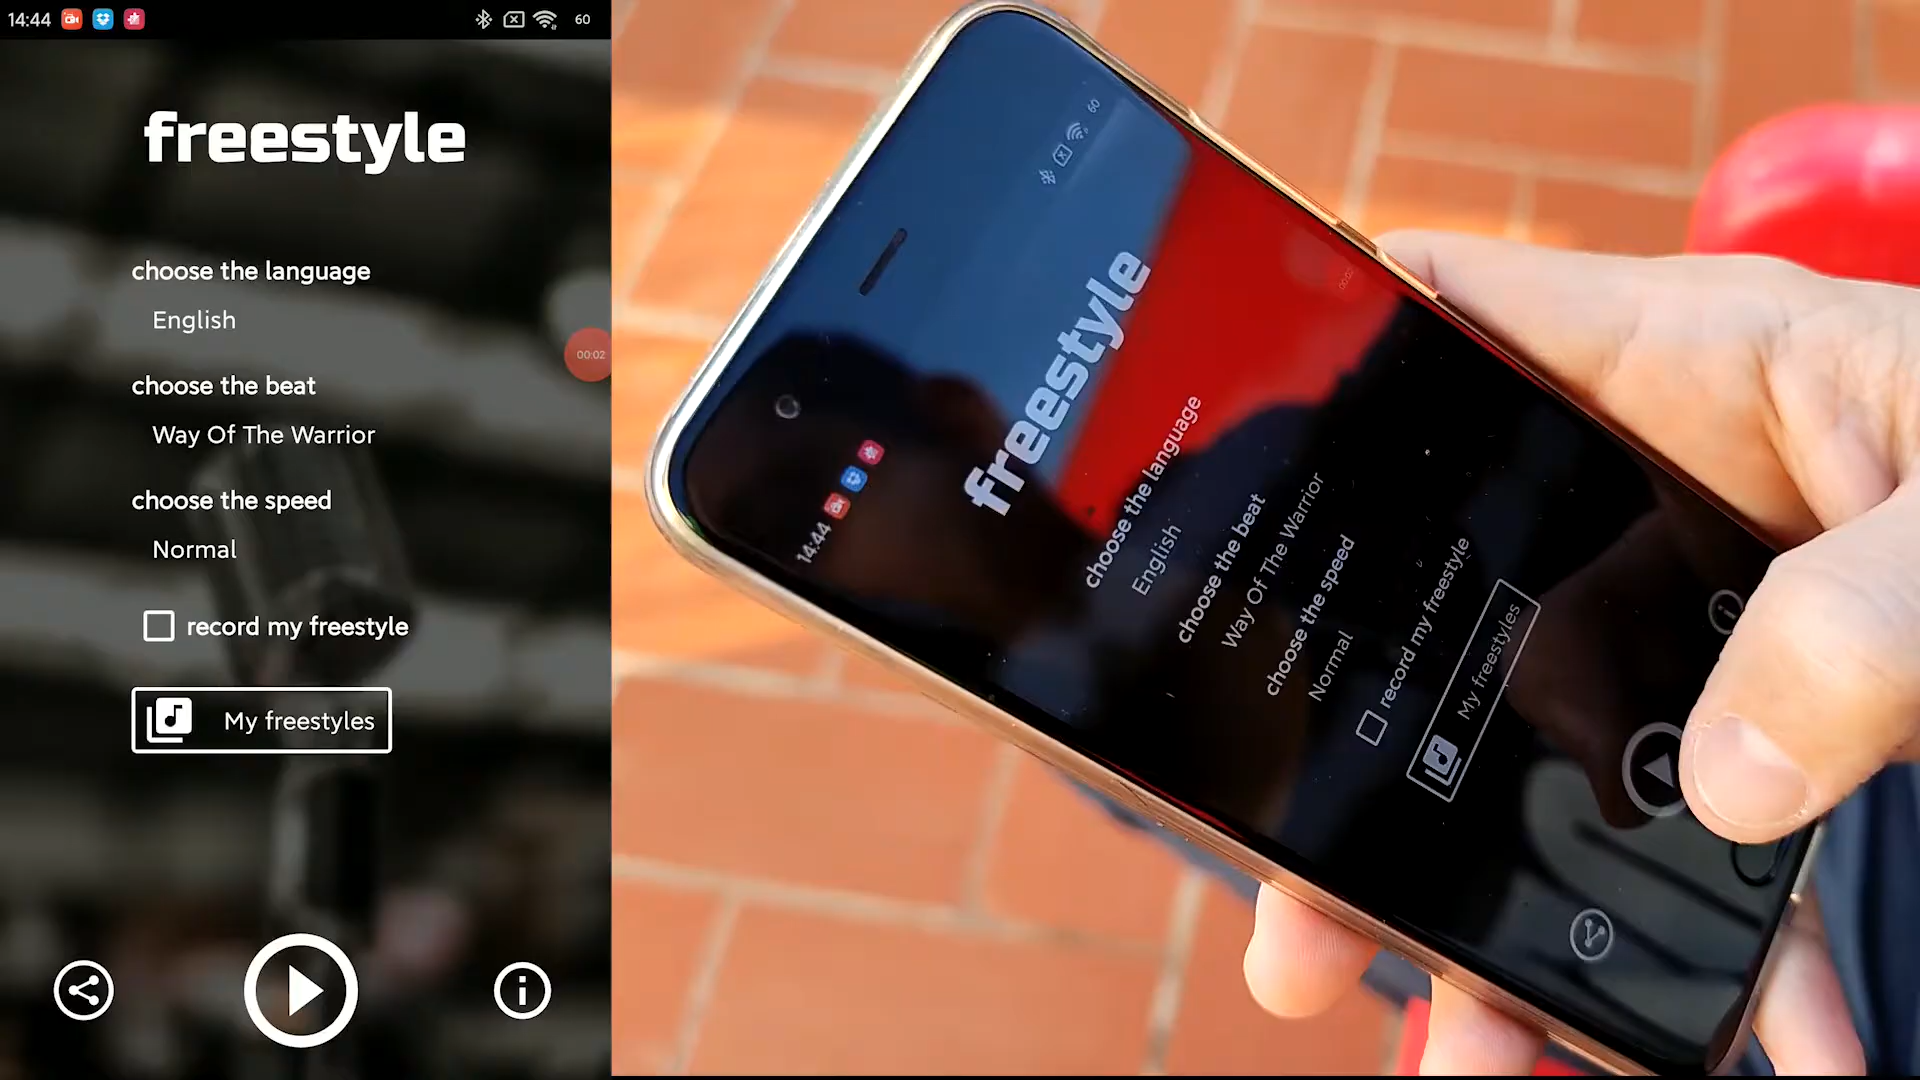 14:44
60
freestyle
choose the language
English
choose the beat
Way Of The Warrior
choose the speed
Normal
record my freestyle
My freestyles
00:02
14:44
60
freestyle
choose the language
English
choose the beat
Way Of The Warrior
choose the speed
Normal
record my freestyle
My freestyles
00:02